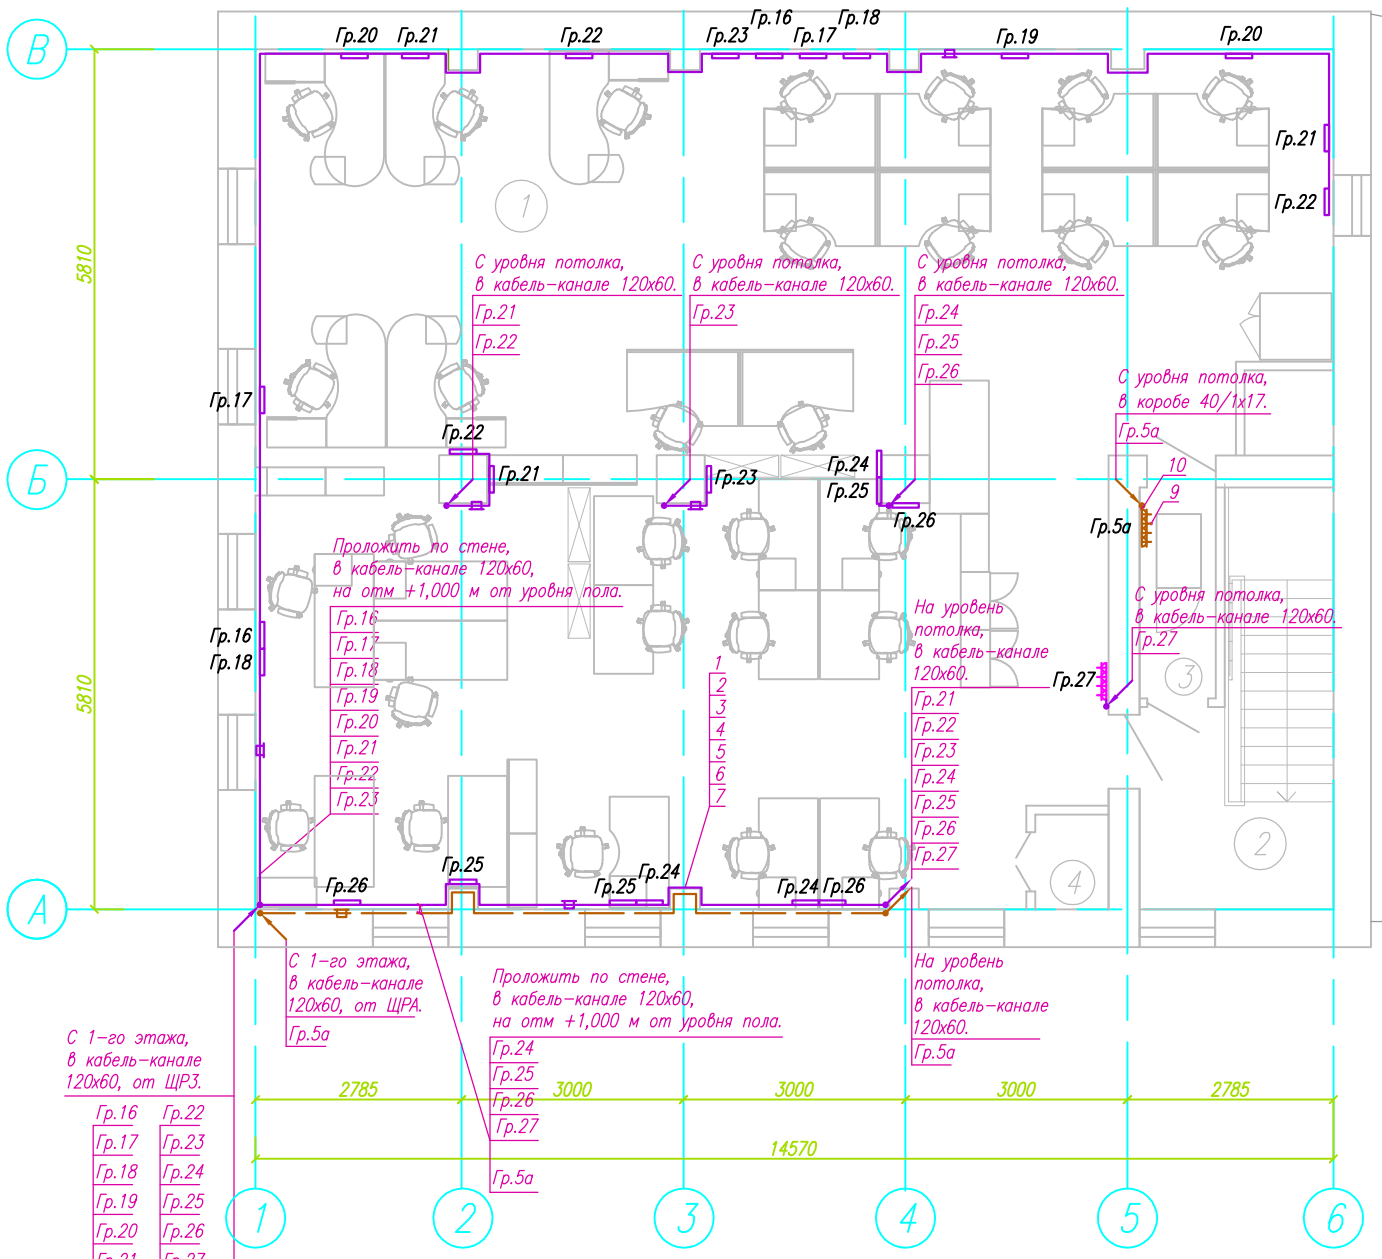 Гр.16
Гр.18
Гр.20
Гр.21
Гр.22
Гр.23
Гр.17
Гр.19
Гр.20
В
Гр.21
Гр.22
1
5810
С уровня потолка,
в кабель-канале 120х60.
Гр.21
Гр.22
С уровня потолка,
в кабель-канале 120х60.
Гр.23
С уровня потолка,
в кабель-канале 120х60.
Гр.24
Гр.25
Гр.26
С уровня потолка,
в коробе 40/1х17.
Гр.5а
10
9
Гр.17
Гр.22
Гр.21
Гр.23
Гр.24
Гр.25
Гр.26
Гр.5а
Б
Проложить по стене,
в кабель-канале 120х60,
на отм +1,000 м от уровня пола.
Гр.16
Гр.17
Гр.18
Гр.19
Гр.20
Гр.21
Гр.22
Гр.23
Гр.16
Гр.18
5810
1
2
3
4
5
6
7
На уровень
потолка,
в кабель-канале
120х60.
Гр.21
Гр.22
Гр.23
Гр.24
Гр.25
Гр.26
Гр.27
С уровня потолка,
в кабель-канале 120х60.
Гр.27
Гр.27
3
2
4
А
Гр.26
Гр.25
Гр.25
Гр.24
Гр.24
Гр.26
С 1-го этажа,
в кабель-канале
120х60, от ЩРА.
Гр.5а
Проложить по стене,
в кабель-канале 120х60,
на отм +1,000 м от уровня пола.
Гр.24
Гр.25
Гр.26
Гр.27
Гр.5а
На уровень
потолка,
в кабель-канале
120х60.
Гр.5а
С 1-го этажа,
в кабель-канале
120х60, от ЩР3.
Гр.16
Гр.17
Гр.18
Гр.19
Гр.20
Гр.21
Гр.22
Гр.23
Гр.24
Гр.25
Гр.26
Гр.27
2785
3000
3000
3000
2785
14570
1
2
3
4
5
6